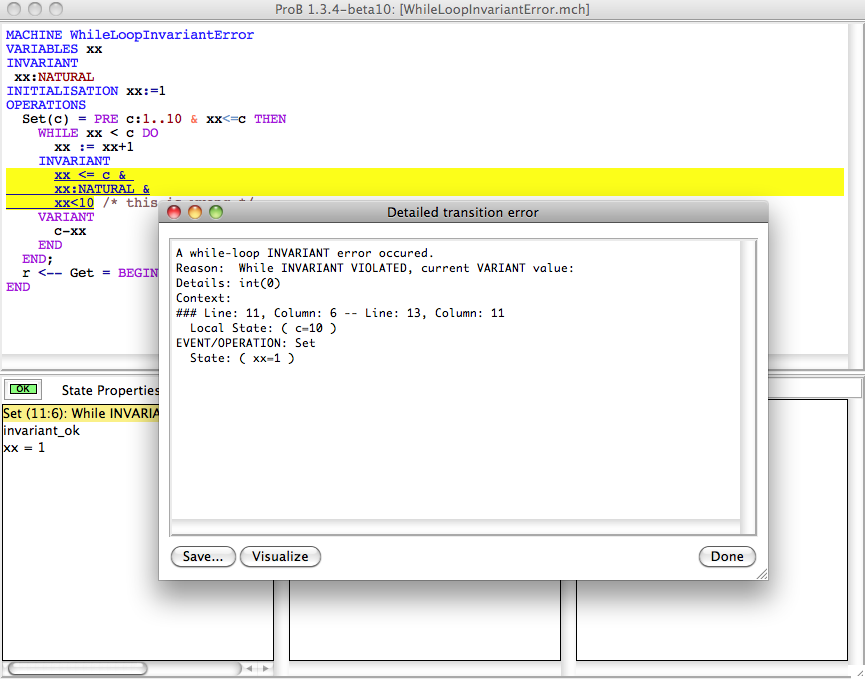 ProB 1.3.4-beta10: [WhileLoopInvariantError.mch]
MACHINE WhileLoopInvariantError
VARIABLES xx
INVARIANT
xx:NATURAL
INITIALISATION xx:=1
OPERATIONS
Set(c) = PRE c:1..10 & xx<=c THEN
WHILE xx < c DO
xx := xx+1
INVARIANT
xx <= c &
xx:NATURAL &
xx<10 /* this is wrong */
VARIANT
c-xx
END
END;
r <-- Get = BEGIN
END
Detailed transition error
A while-loop INVARIANT error occured.
Reason:  While INVARIANT VIOLATED, current VARIANT value:
Details: int(0)
Context:
### Line: 11, Column: 6 -- Line: 13, Column: 11
Local State: ( c=10 )
EVENT/OPERATION: Set
State: ( xx=1 )
Save...
Visualize
Done
OK
State Properties
Set (11:6): While INVARIA
invariant_ok
xx = 1